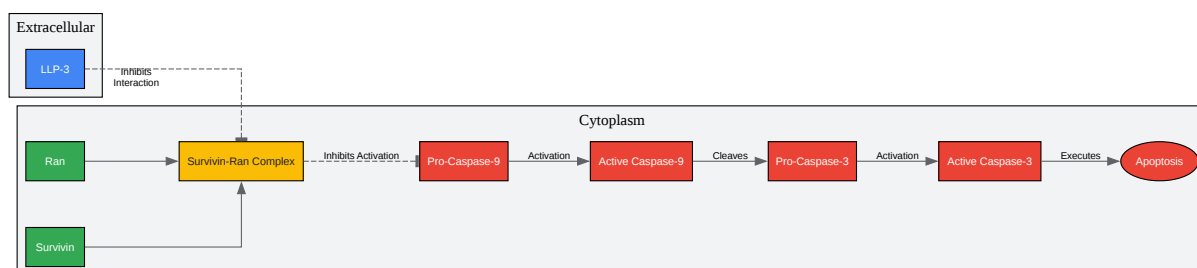 Extracellular
LLP-3
Inhibits
Interaction
Cytoplasm
Ran
Survivin-Ran Complex
Inhibits Activation
Pro-Caspase-9
Activation
Active Caspase-9
Cleaves
Pro-Caspase-3
Activation
Active Caspase-3
Executes
Apoptosis
Survivin